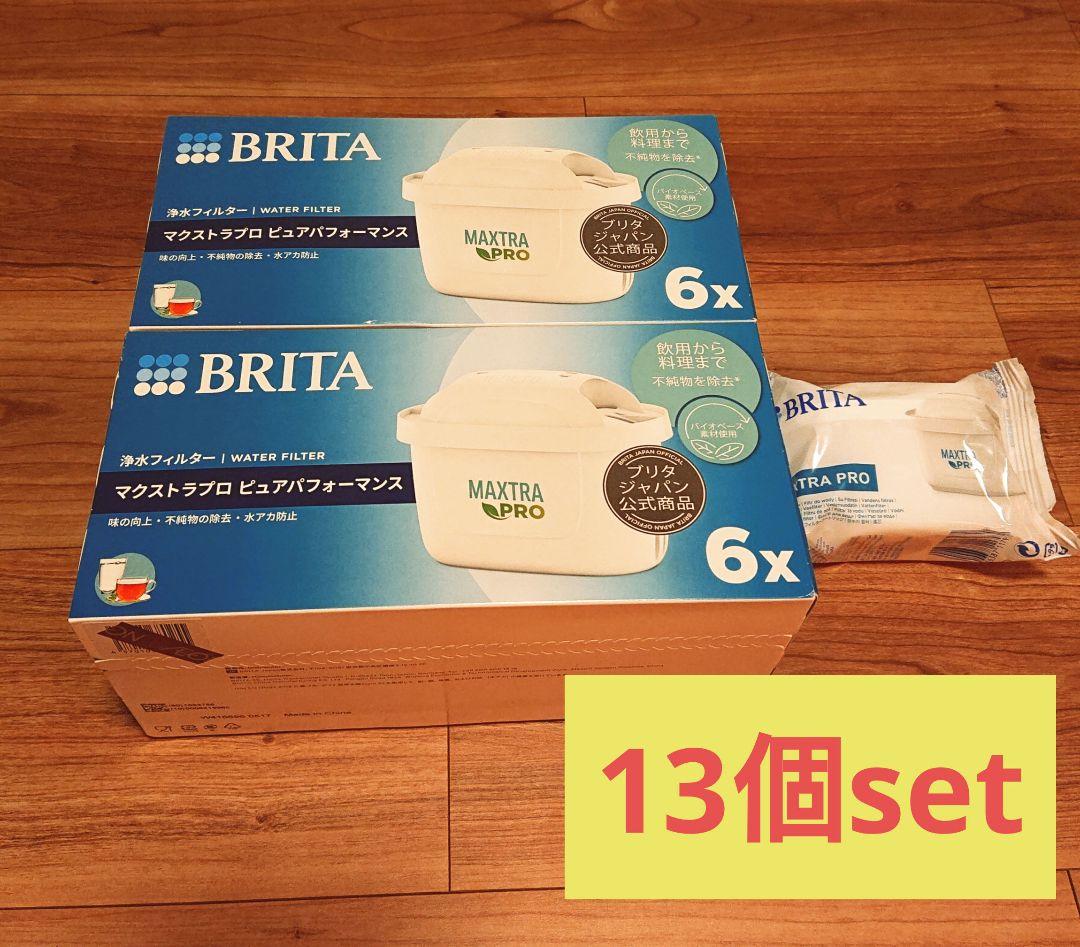 BRITA
飲用から
料理まで
不純物を除去*
バイオベース
素材使用
浄水フィルター | WATER FILTER
マクストラプロ ピュアパフォーマンス
味の向上・不純物の除去・水アカ防止
MAXTRA
PRO
BRITA JAPAN OFFICIAL
ブリタ
ジャパン
公式商品
BRITA JAPAN OFFICIAL
6x
BRITA
飲用から
料理まで
不純物を除去*
バイオベース
素材使用
浄水フィルター | WATER FILTER
マクストラプロ ピュアパフォーマンス
味の向上・不純物の除去・水アカ防止
MAXTRA
PRO
BRITA JAPAN OFFICIAL
ブリタ
ジャパン
公式商品
BRITA JAPAN OFFICIAL
6x
BRITA
MAXTRA
PRO
XTRA PRO
Made in China
13個set